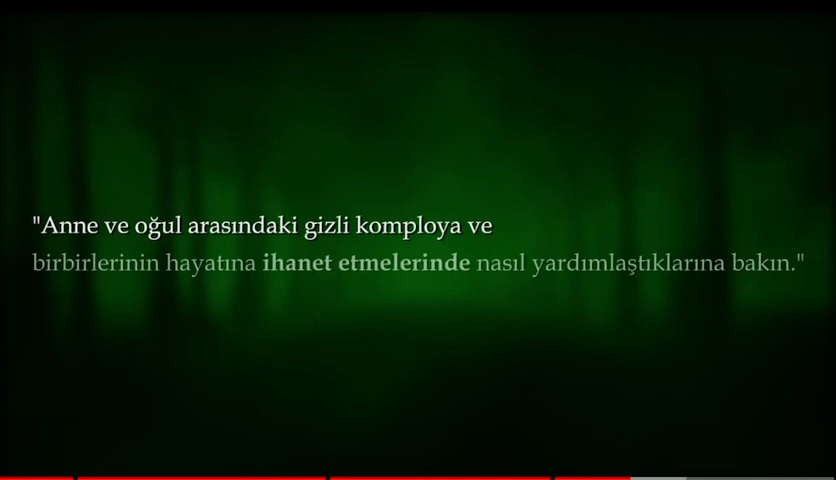 "Anne ve oğul arasındaki gizli komploya ve
birbirlerinin hayatına ihanet etmelerinde nasıl yardımlaştıklarına bakın."